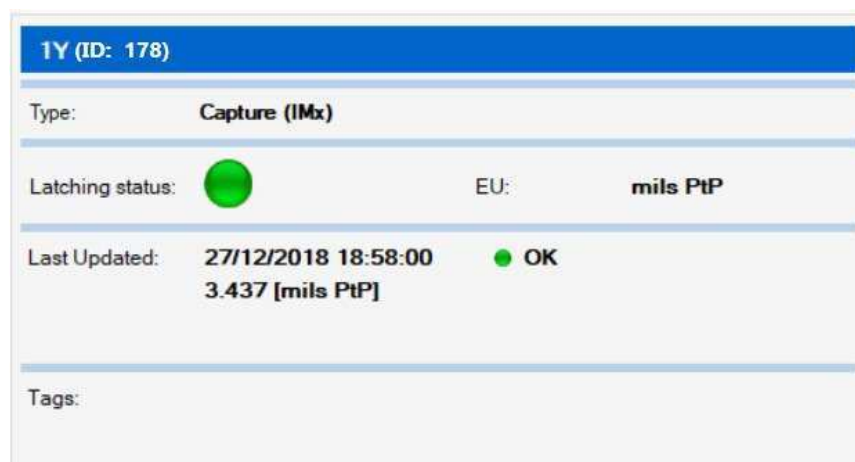 1Y (ID: 178)
Type: Capture (IMx)
Latching status: EU: mils PtP
Last Updated: 27/12/2018 18:58:00 OK
3.437 [mils PtP]
Tags: